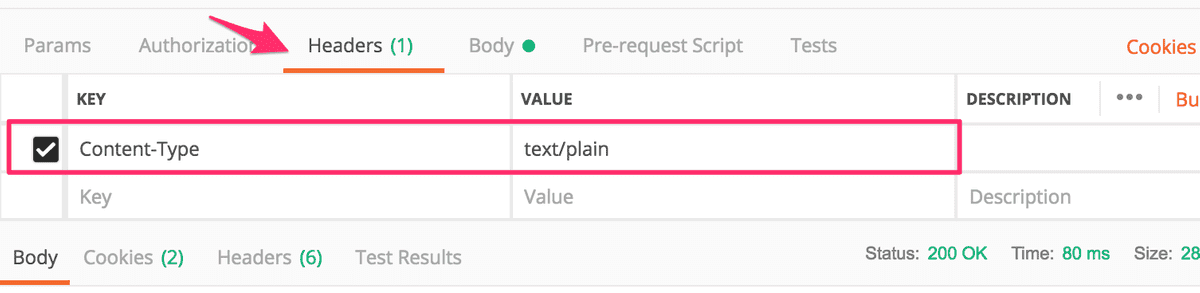 Params Authorization Headers (1) Body Pre-request Script Tests Cookies
KEY VALUE DESCRIPTION ••• Bu
Content-Type text/plain
Key Value Description
Body Cookies (2) Headers (6) Test Results Status: 200 OK Time: 80 ms Size: 28